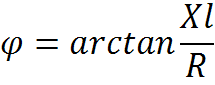 φ = arctan Xl/R